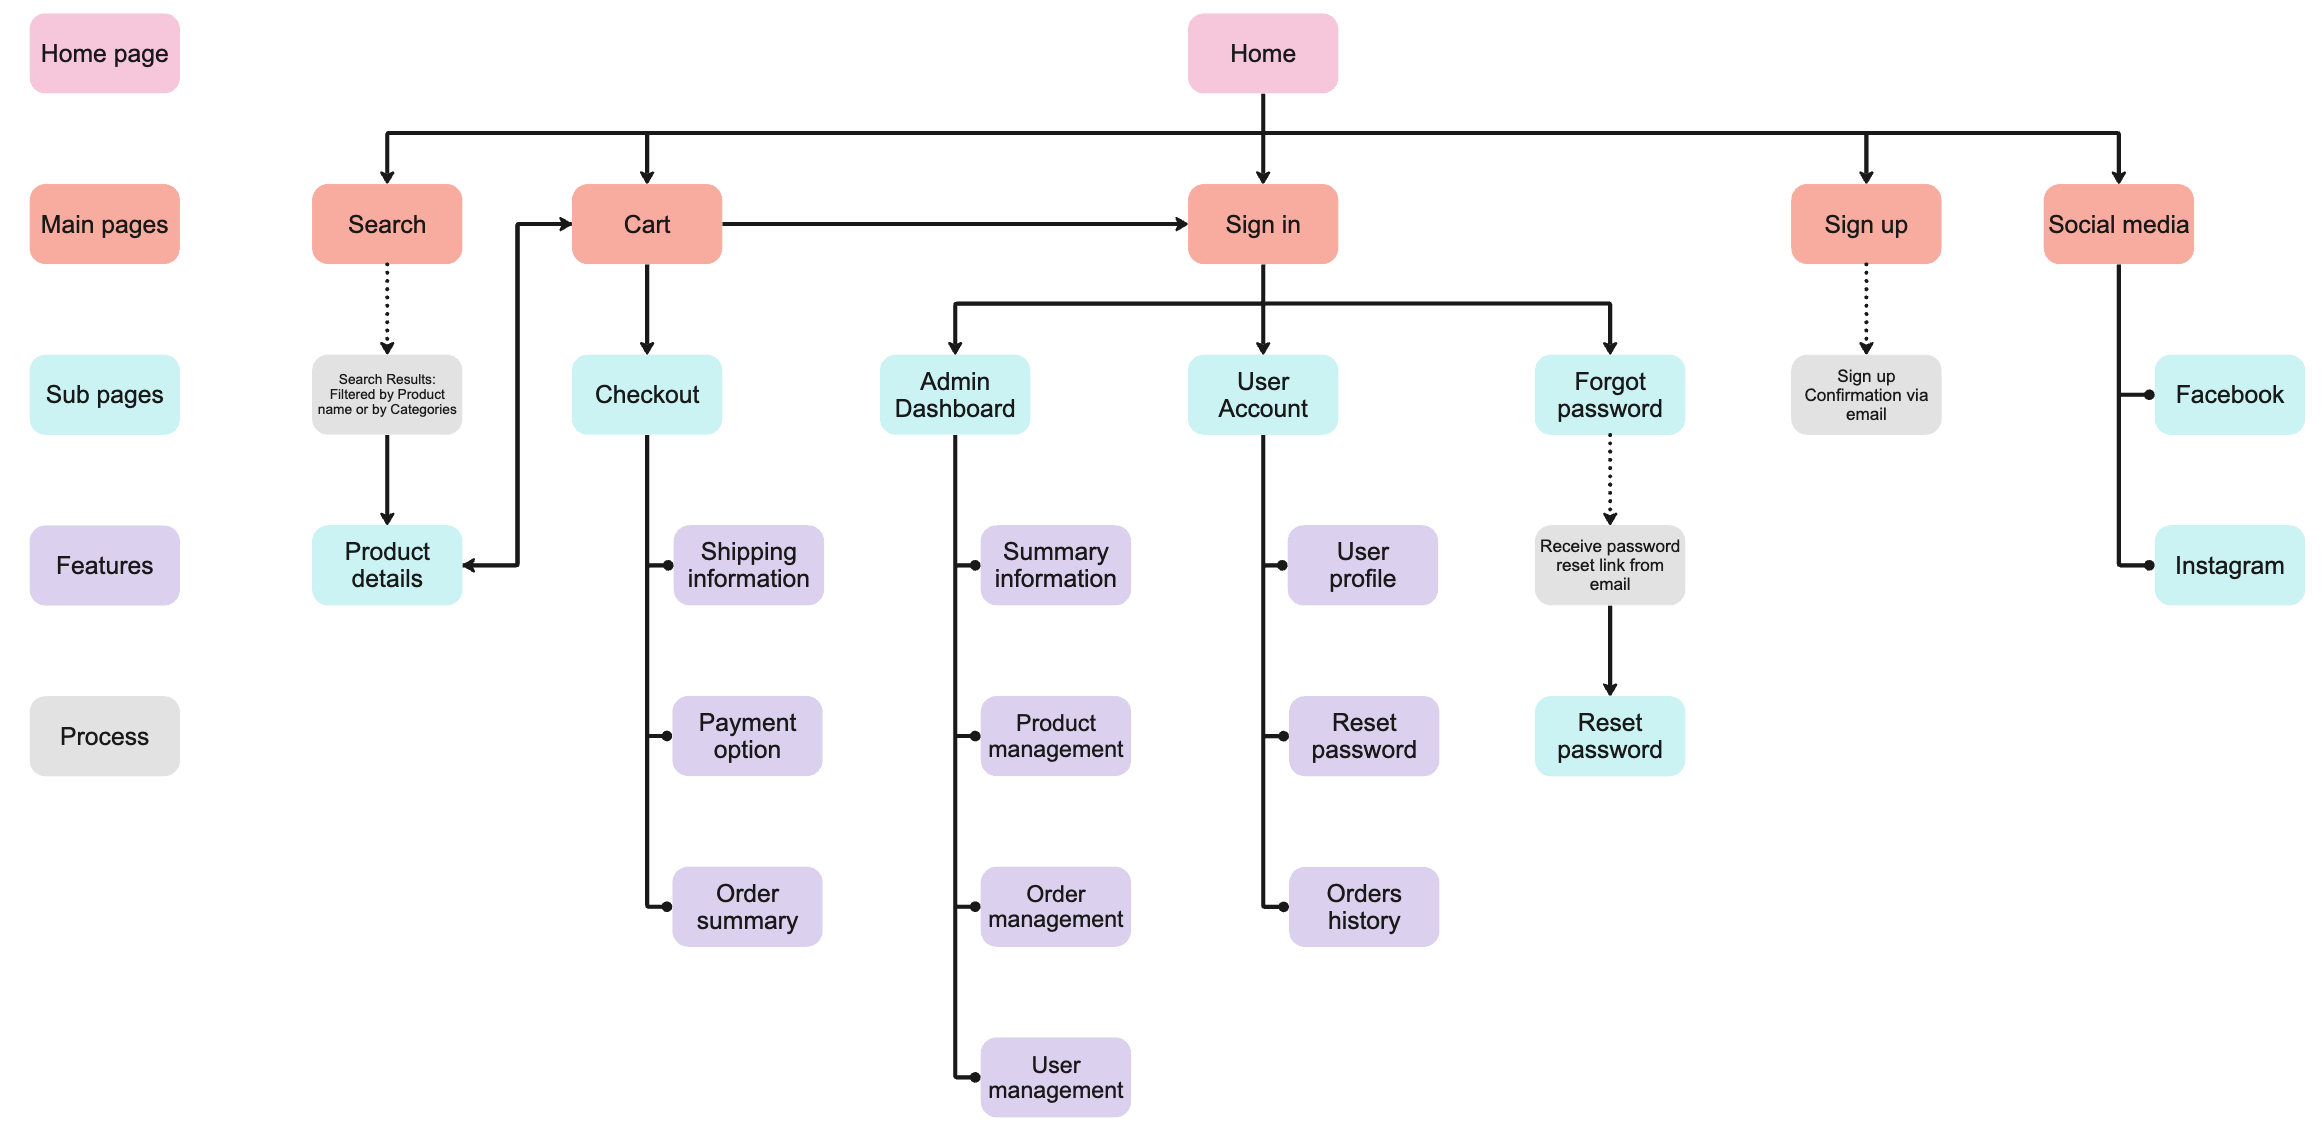 Home page
Home
Main pages
Search
Cart
Sign in
Sign up
Social media
Sub pages
Search Results:
Filtered by Product
name or by Categories
Checkout
Admin
Dashboard
User
Account
Forgot
password
Sign up
Confirmation via
email
Facebook
Features
Product
details
Shipping
information
Summary
information
User
profile
Receive password
reset link from
email
Instagram
Process
Payment
option
Product
management
Reset
password
Reset
password
Order
summary
Order
management
Orders
history
User
management